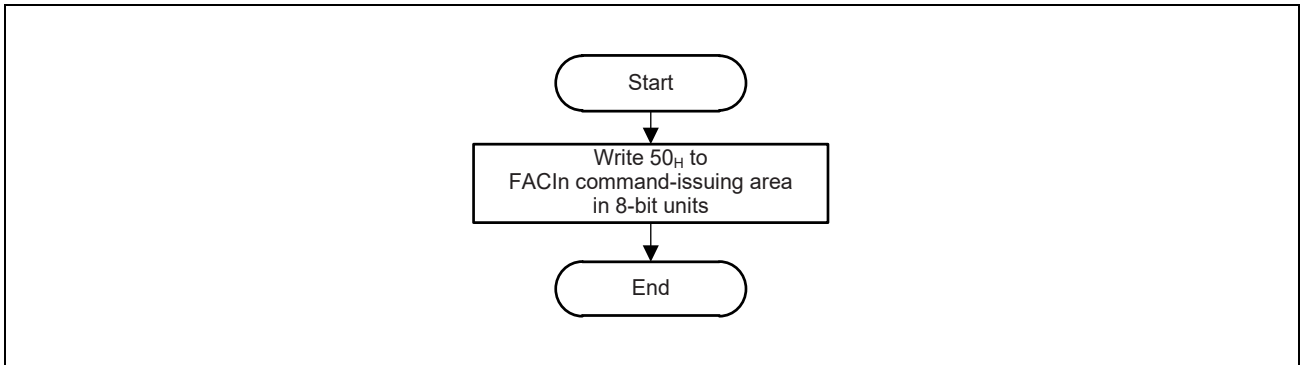 Start
Write 50H to
FACIn command-issuing area
in 8-bit units
End